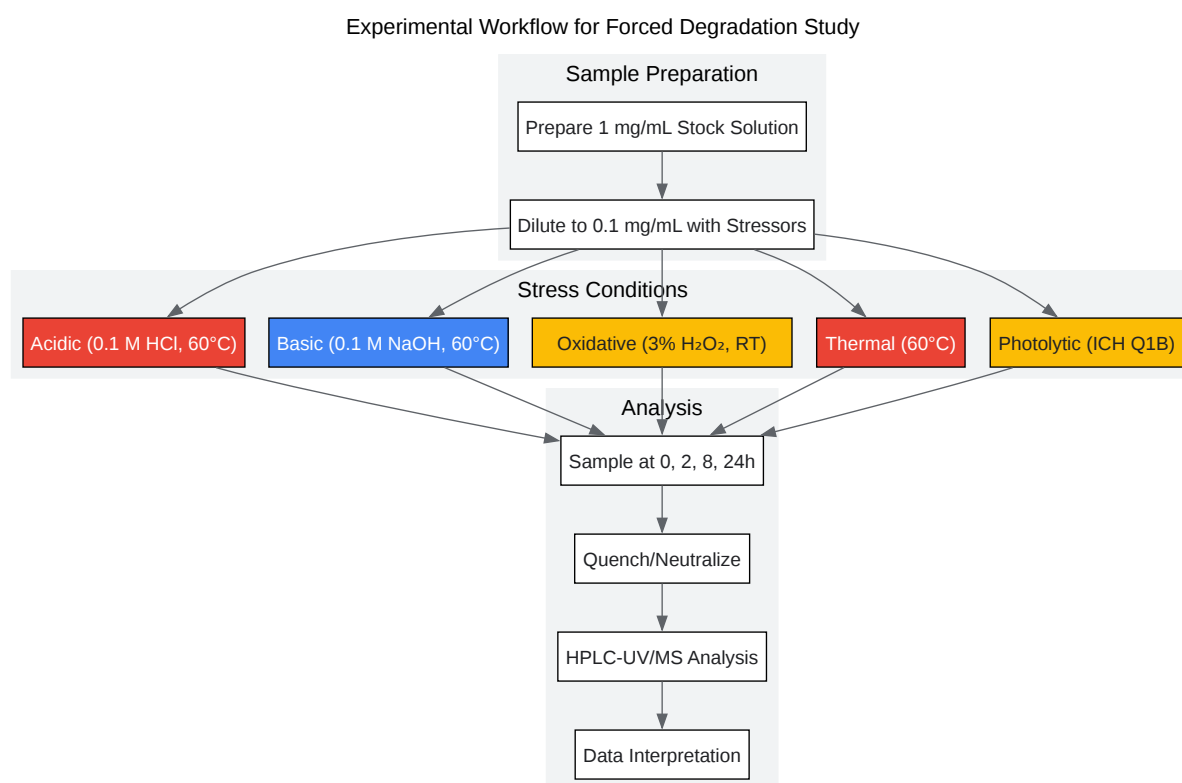 Experimental Workflow for Forced Degradation Study
Sample Preparation
Prepare 1 mg/mL Stock Solution
Dilute to 0.1 mg/mL with Stressors
Stress Conditions
Acidic (0.1 M HCl, 60°C)
Basic (0.1 M NaOH, 60°C)
Oxidative (3% H₂O₂, RT)
Thermal (60°C)
Photolytic (ICH Q1B)
Analysis
Sample at 0, 2, 8, 24h
Quench/Neutralize
HPLC-UV/MS Analysis
Data Interpretation